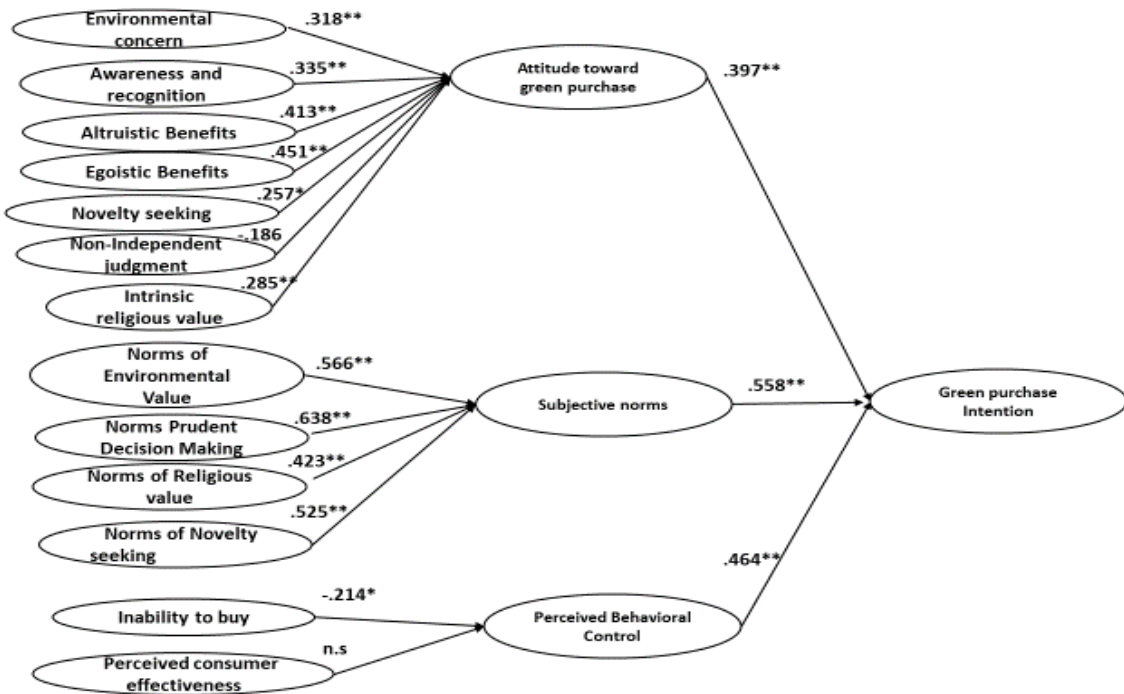 Environmental
concern
.318**
Awareness and
recognition
.335**
Altruistic Benefits
.413**
Egoistic Benefits
.451**
Novelty seeking
.257*
Non-Independent
judgment
-.186
Intrinsic
religious value
.285**
Attitude toward
green purchase
.397**
Norms of
Environmental
Value
.566**
Norms Prudent
Decision Making
.638**
Norms of Religious
value
.423**
Norms of Novelty
seeking
.525**
Subjective norms
.558**
Green purchase
Intention
Inability to buy
-.214*
Perceived consumer
effectiveness
n.s
Perceived Behavioral
Control
.464**